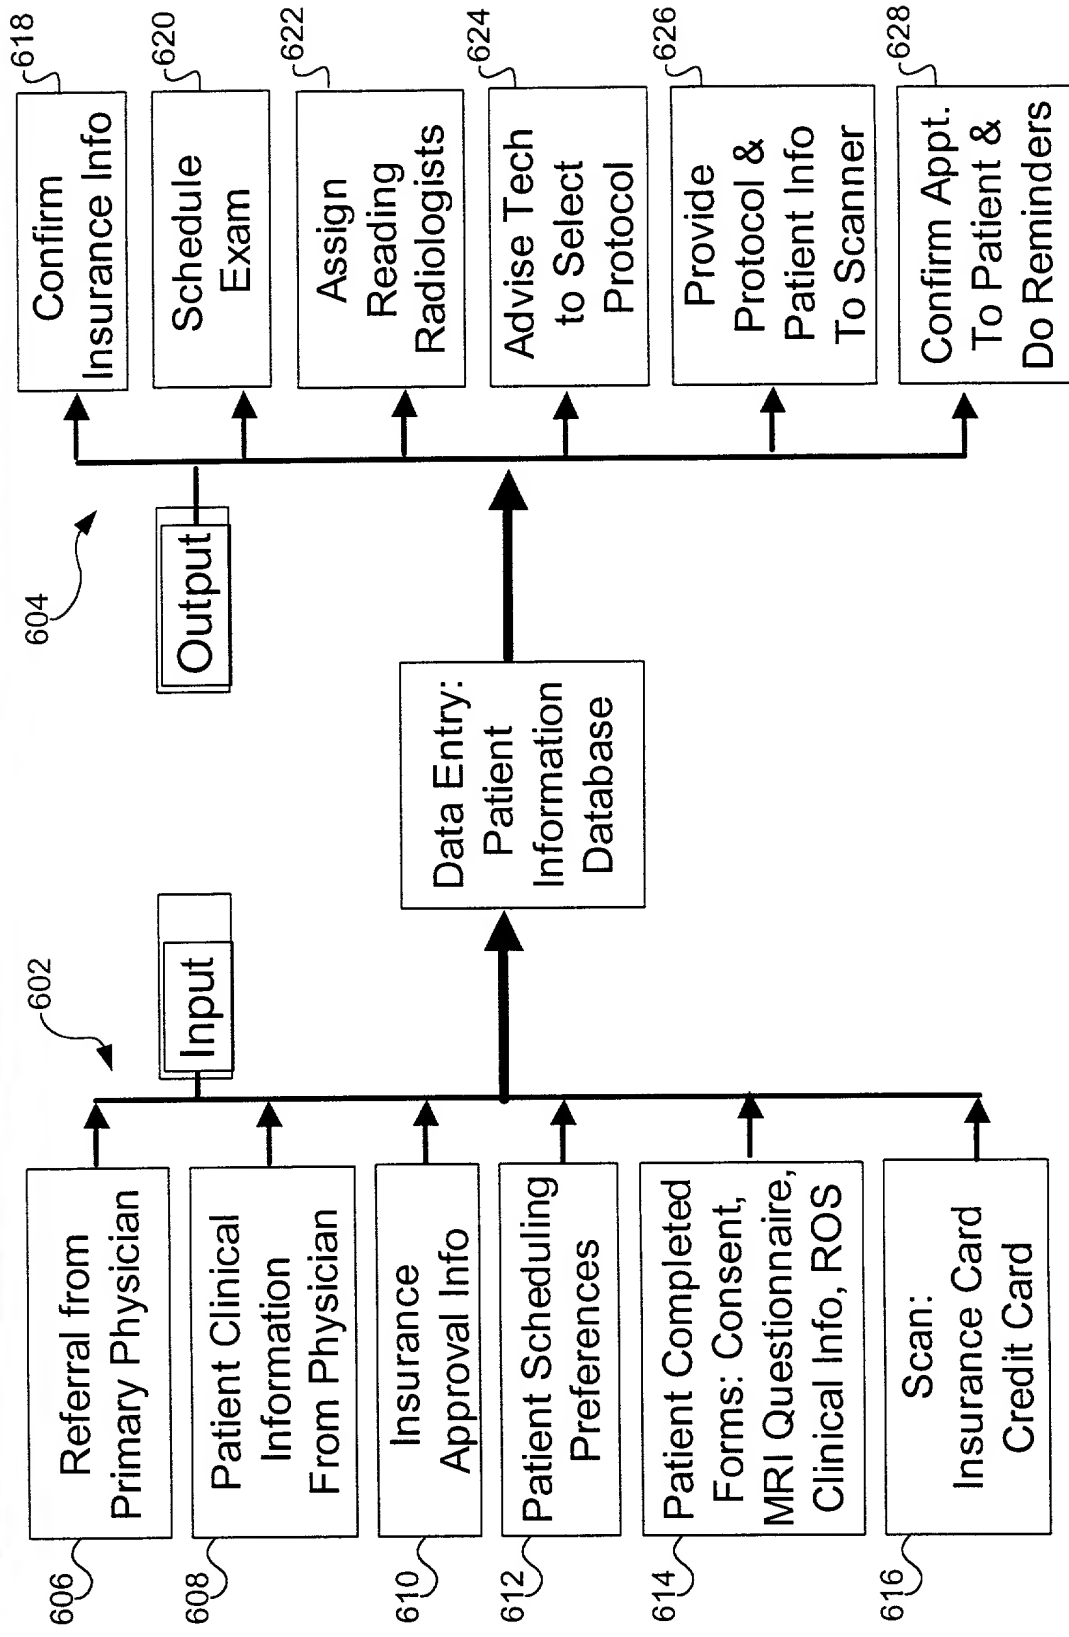 602
Input
606
Referral from
Primary Physician
608
Patient Clinical
Information
From Physician
610
Insurance
Approval Info
612
Patient Scheduling
Preferences
614
Patient Completed
Forms: Consent,
MRI Questionnaire,
Clinical Info, ROS
616
Scan:
Insurance Card
Credit Card
Data Entry:
Patient
Information
Database
604
Output
Confirm
Insurance Info
618
Schedule
Exam
620
Assign
Reading
Radiologists
622
Advise Tech
to Select
Protocol
624
Provide
Protocol &
Patient Info
To Scanner
626
Confirm Appt.
To Patient &
Do Reminders
628